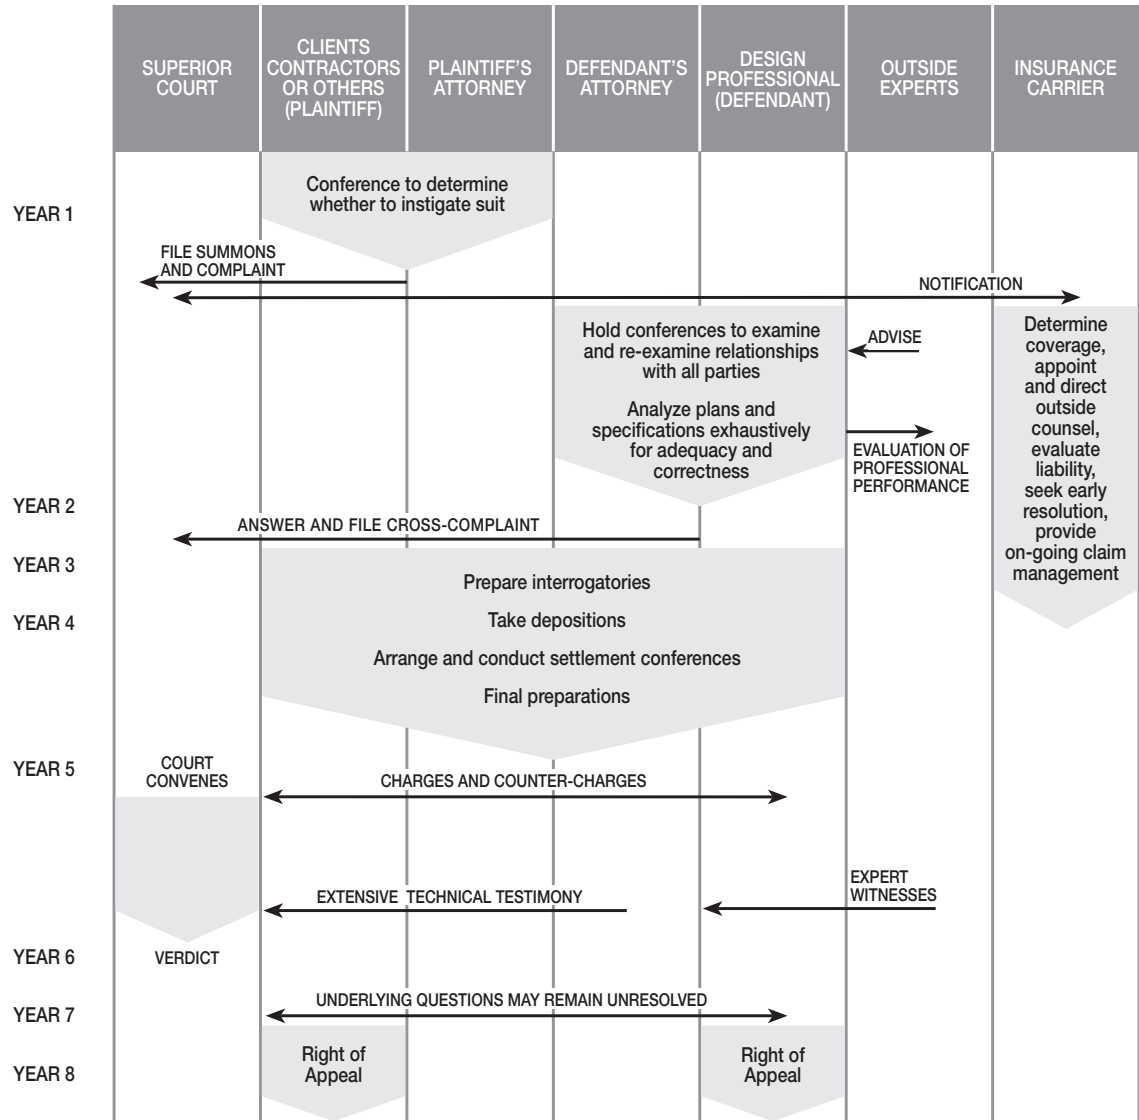 SUPERIOR
COURT
CLIENTS
CONTRACTORS
OR OTHERS
(PLAINTIFF)
PLAINTIFF'S
ATTORNEY
DEFENDANT'S
ATTORNEY
DESIGN
PROFESSIONAL
(DEFENDANT)
OUTSIDE
EXPERTS
INSURANCE
CARRIER
YEAR 1
Conference to determine
whether to instigate suit
FILE SUMMONS
AND COMPLAINT
NOTIFICATION
Hold conferences to examine
and re-examine relationships
with all parties
Analyze plans and
specifications exhaustively
for adequacy and
correctness
ADVISE
EVALUATION OF
PROFESSIONAL
PERFORMANCE
Determine
coverage,
appoint
and direct
outside
counsel,
evaluate
liability,
seek early
resolution,
provide
on-going claim
management
YEAR 2
ANSWER AND FILE CROSS-COMPLAINT
YEAR 3
Prepare interrogatories
YEAR 4
Take depositions
Arrange and conduct settlement conferences
Final preparations
YEAR 5
COURT
CONVENES
CHARGES AND COUNTER-CHARGES
EXTENSIVE TECHNICAL TESTIMONY
EXPERT
WITNESSES
YEAR 6
VERDICT
UNDERLYING QUESTIONS MAY REMAIN UNRESOLVED
YEAR 7
Right of
Appeal
Right of
Appeal
YEAR 8